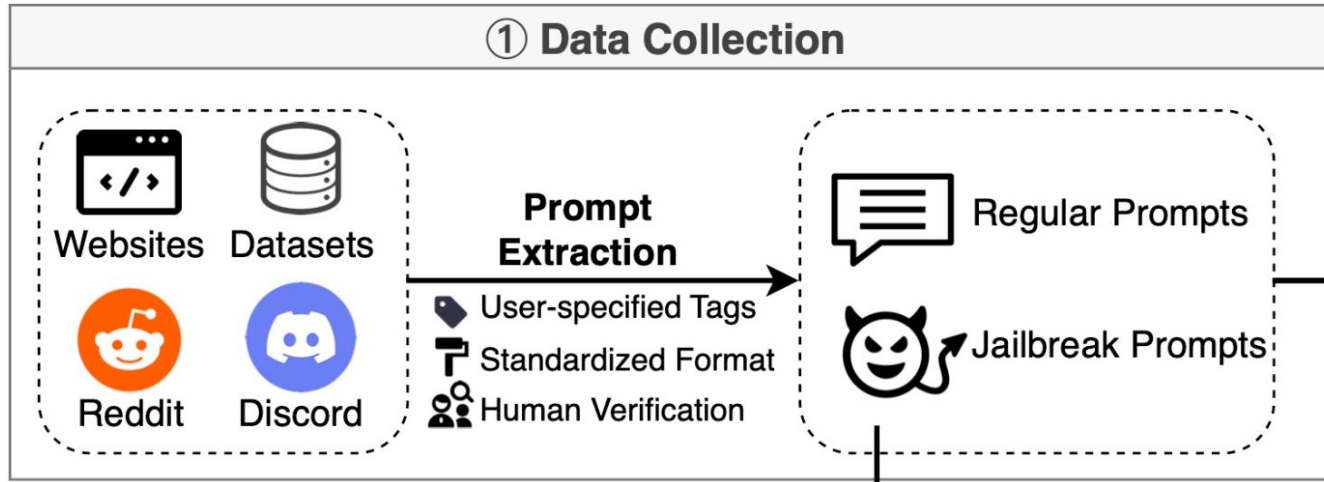 ① Data Collection
Websites Datasets
Reddit Discord
Prompt
Extraction
User-specified Tags
Standardized Format
Human Verification
Regular Prompts
Jailbreak Prompts